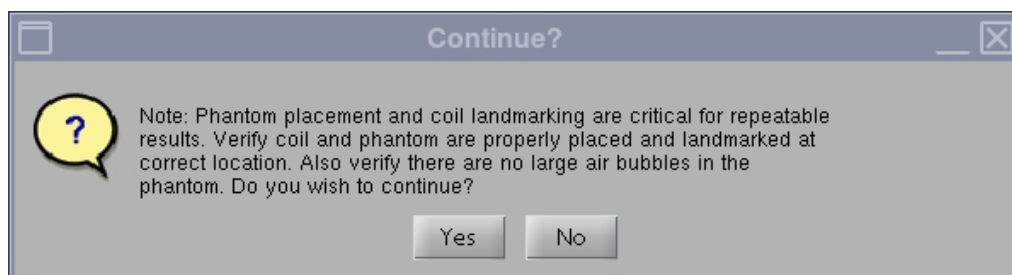 Continue?
?
Note: Phantom placement and coil landmarking are critical for repeatable
results. Verify coil and phantom are properly placed and landmarked at
correct location. Also verify there are no large air bubbles in the
phantom. Do you wish to continue?
Yes No